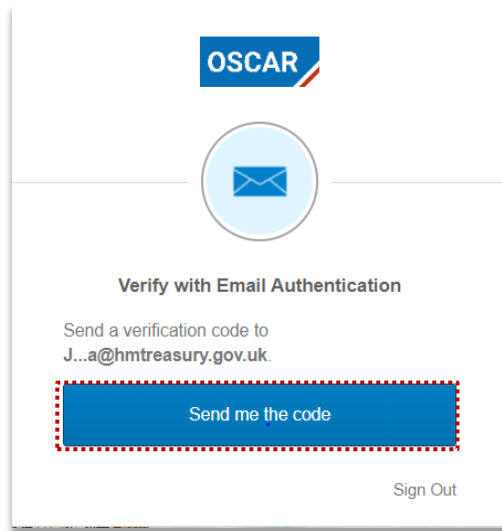 OSCAR
Verify with Email Authentication
Send a verification code to
J...a@hmtreasury.gov.uk.
Send me the code
Sign Out